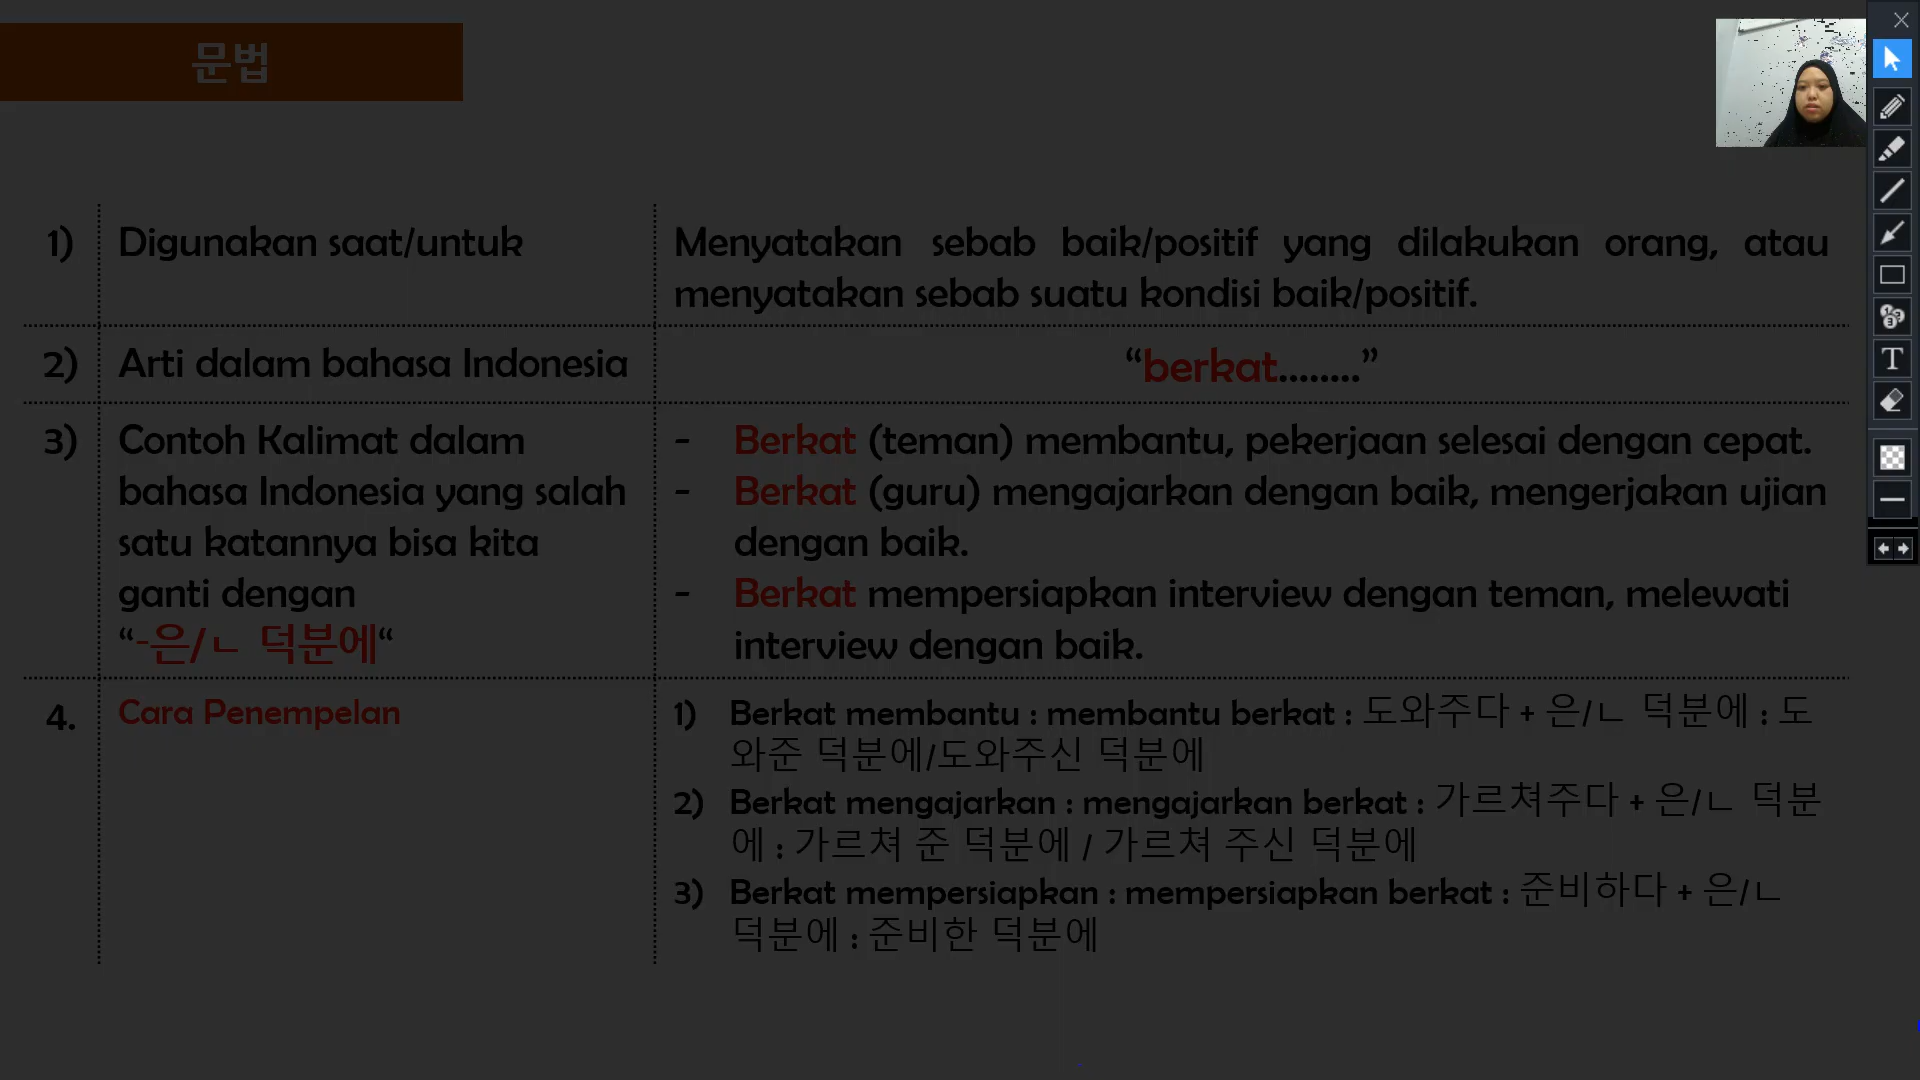 문법
1) Digunakan saat/untuk
Menyatakan sebab baik/positif yang dilakukan orang, atau
menyatakan sebab suatu kondisi baik/positif.
2) Arti dalam bahasa Indonesia
“berkat........”
3) Contoh Kalimat dalam
bahasa Indonesia yang salah
satu katannya bisa kita
ganti dengan
“-은/ㄴ 덕분에“
- Berkat (teman) membantu, pekerjaan selesai dengan cepat.
- Berkat (guru) mengajarkan dengan baik, mengerjakan ujian
dengan baik.
- Berkat mempersiapkan interview dengan teman, melewati
interview dengan baik.
4. Cara Penempelan
1) Berkat membantu : membantu berkat : 도와주다 + 은/ㄴ 덕분에 : 도
와준 덕분에/도와주신 덕분에
2) Berkat mengajarkan : mengajarkan berkat : 가르쳐주다 + 은/ㄴ 덕분
에 : 가르쳐 준 덕분에 / 가르쳐 주신 덕분에
3) Berkat mempersiapkan : mempersiapkan berkat : 준비하다 + 은/ㄴ
덕분에 : 준비한 덕분에
T